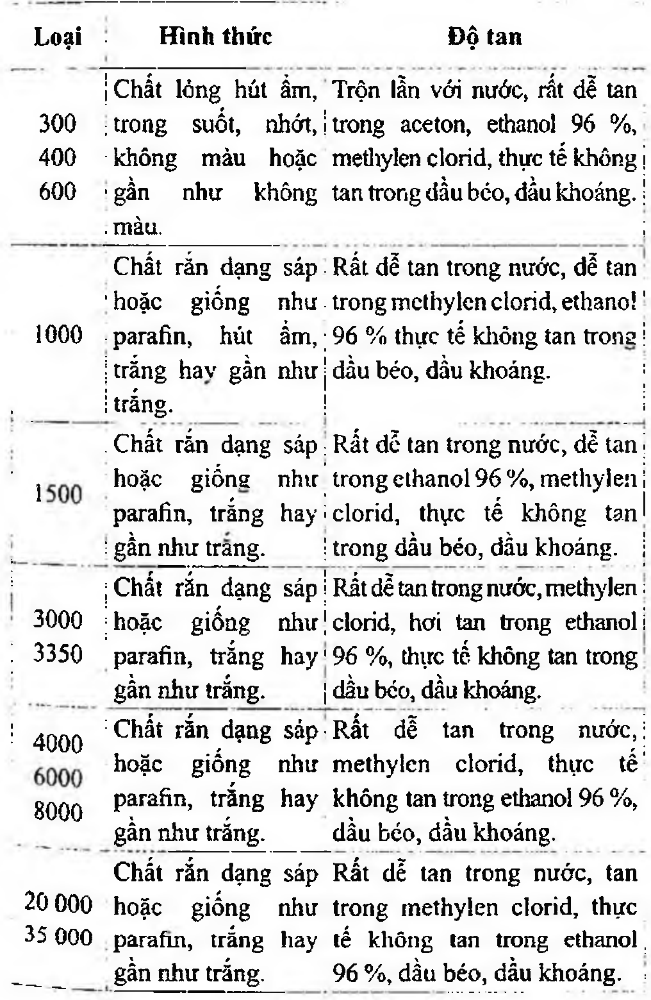 Loại Hình thức Độ tan
300
400
600
Chất lỏng hút ẩm,
trong suốt, nhớt,
không màu hoặc
gần như không
màu.
Trộn lẫn với nước, rất dễ tan
trong aceton, ethanol 96 %,
methylen clorid, thực tế không
tan trong dầu béo, dầu khoáng.
1000
Chất rắn dạng sáp
hoặc giống như
parafin, hút ẩm,
trắng hay gần như
trắng.
Rất dễ tan trong nước, dễ tan
trong methylen clorid, ethanol
96 % thực tế không tan trong
dầu béo, dầu khoáng.
1500
Chất rắn dạng sáp
hoặc giống như
parafin, trắng hay
gần như trắng.
Rất dễ tan trong nước, dễ tan
trong ethanol 96 %, methylen
clorid, thực tế không tan
trong dầu béo, dầu khoáng.
3000
3350
Chất rắn dạng sáp
hoặc giống như
parafin, trắng hay
gần như trắng.
Rất dễ tan trong nước, methylen
clorid, hơi tan trong ethanol
96 %, thực tế không tan trong
dầu béo, dầu khoáng.
4000
6000
8000
Chất rắn dạng sáp
hoặc giống như
parafin, trắng hay
gần như trắng.
Rất dễ tan trong nước,
methylen clorid, thực tế
không tan trong ethanol 96 %,
dầu béo, dầu khoáng.
20 000
35 000
Chất rắn dạng sáp
hoặc giống như
parafin, trắng hay
gần như trắng.
Rất dễ tan trong nước, tan
trong methylen clorid, thực
tế không tan trong ethanol
96 %, dầu béo, dầu khoáng.